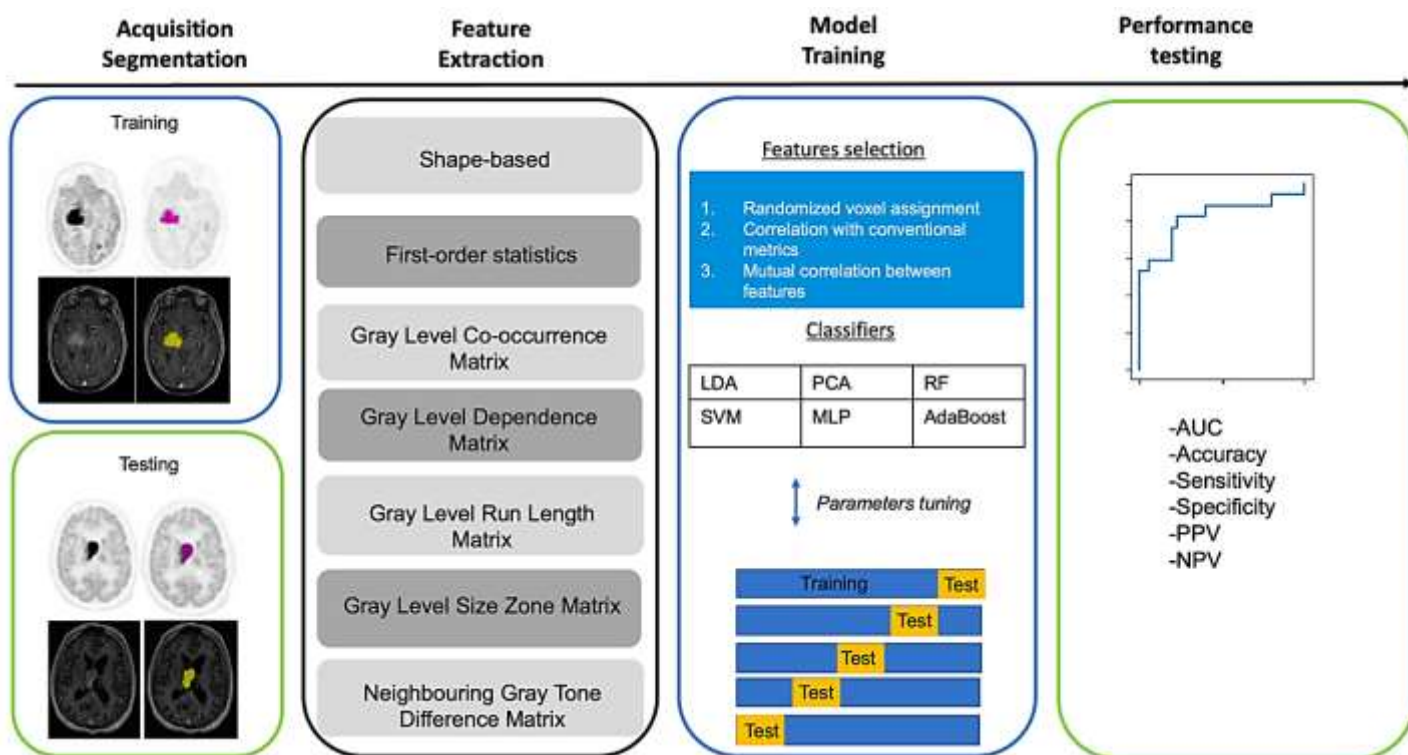 Acquisition
Segmentation
Feature
Extraction
Model
Training
Performance
testing
Training
Testing
Shape-based
First-order statistics
Gray Level Co-occurrence
Matrix
Gray Level Dependence
Matrix
Gray Level Run Length
Matrix
Gray Level Size Zone Matrix
Neighbouring Gray Tone
Difference Matrix
Features selection
1. Randomized voxel assignment
2. Correlation with conventional
metrics
3. Mutual correlation between
features
Classifiers
LDA PCA RF
SVM MLP AdaBoost
Parameters tuning
Training Test
Test
Test
Test
Test
-AUC
-Accuracy
-Sensitivity
-Specificity
-PPV
-NPV